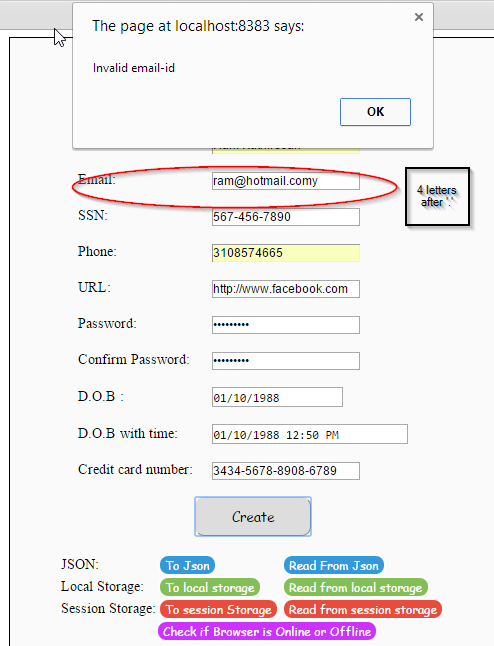 The page at localhost:8383 says:
Invalid email-id
OK
Email: ram@hotmail.comy
4 letters
after '.'
SSN: 567-456-7890
Phone: 3108574665
URL: http://www.facebook.com
Password: •••••••••
Confirm Password: •••••••••
D.O.B : 01/10/1988
D.O.B with time: 01/10/1988 12:50 PM
Credit card number: 3434-5678-8908-6789
Create
JSON: To Json Read From Json
Local Storage: To local storage Read from local storage
Session Storage: To session Storage Read from session storage
Check if Browser is Online or Offline